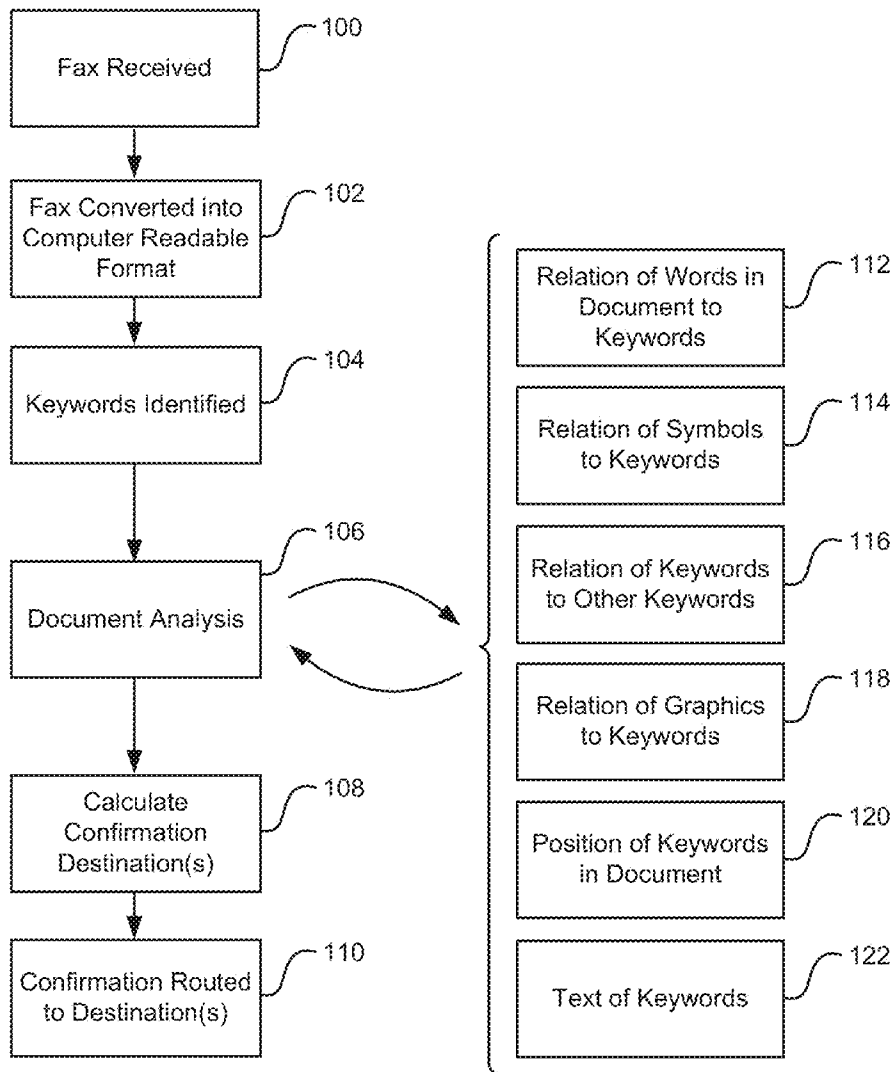 Fax Received
100
Fax Converted into
Computer Readable
Format
102
Keywords Identified
104
Document Analysis
106
Calculate
Confirmation
Destination(s)
108
Confirmation Routed
to Destination(s)
110
Relation of Words in
Document to
Keywords
112
Relation of Symbols
to Keywords
114
Relation of Keywords
to Other Keywords
116
Relation of Graphics
to Keywords
118
Position of Keywords
in Document
120
Text of Keywords
122